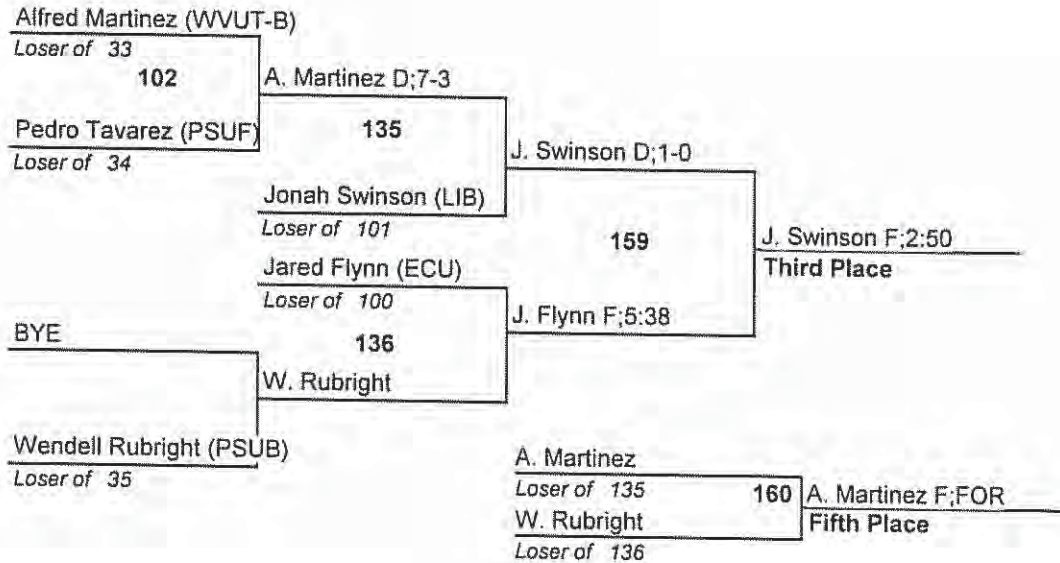 Alfred Martinez (WVUT-B)
Loser of 33
102
A. Martinez D;7-3
Pedro Tavarez (PSUF)
Loser of 34
135
J. Swinson D;1-0
Jonah Swinson (LIB)
Loser of 101
159
J. Swinson F;2:50
Third Place
Jared Flynn (ECU)
Loser of 100
J. Flynn F;5:38
BYE
136
W. Rubright
Wendell Rubright (PSUB)
Loser of 35
A. Martinez
Loser of 135
160
A. Martinez F;FOR
Fifth Place
W. Rubright
Loser of 136